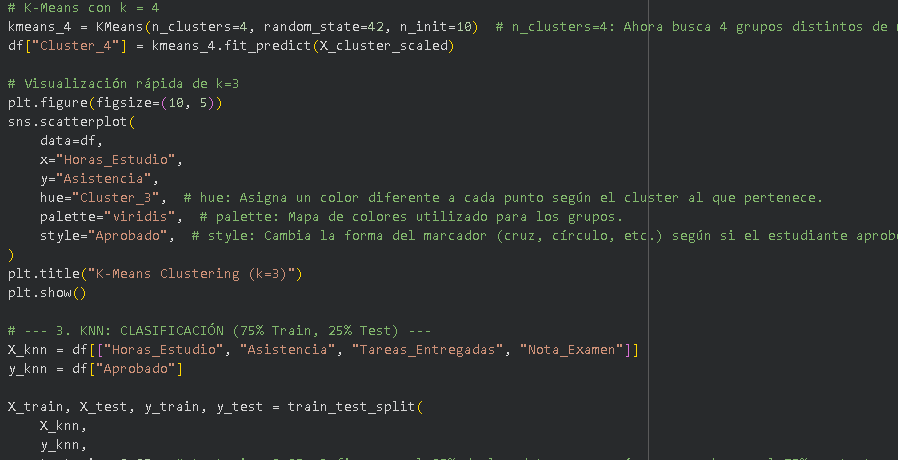 # K-Means con k = 4
kmeans_4 = KMeans(n_clusters=4, random_state=42, n_init=10)  # n_clusters=4: Ahora busca 4 grupos distintos de
df["Cluster_4"] = kmeans_4.fit_predict(X_cluster_scaled)
# Visualización rápida de k=3
plt.figure(figsize=(10, 5))
sns.scatterplot(
    data=df,
    x="Horas_Estudio",
    y="Asistencia",
    hue="Cluster_3",  # hue: Asigna un color diferente a cada punto según el cluster al que pertenece.
    palette="viridis",  # palette: Mapa de colores utilizado para los grupos.
    style="Aprobado",  # style: Cambia la forma del marcador (cruz, círculo, etc.) según si el estudiante aprob
)
plt.title("K-Means Clustering (k=3)")
plt.show()
# --- 3. KNN: CLASIFICACIÓN (75% Train, 25% Test) ---
X_knn = df[["Horas_Estudio", "Asistencia", "Tareas_Entregadas", "Nota_Examen"]]
y_knn = df["Aprobado"]
X_train, X_test, y_train, y_test = train_test_split(
    X_knn,
    y_knn,